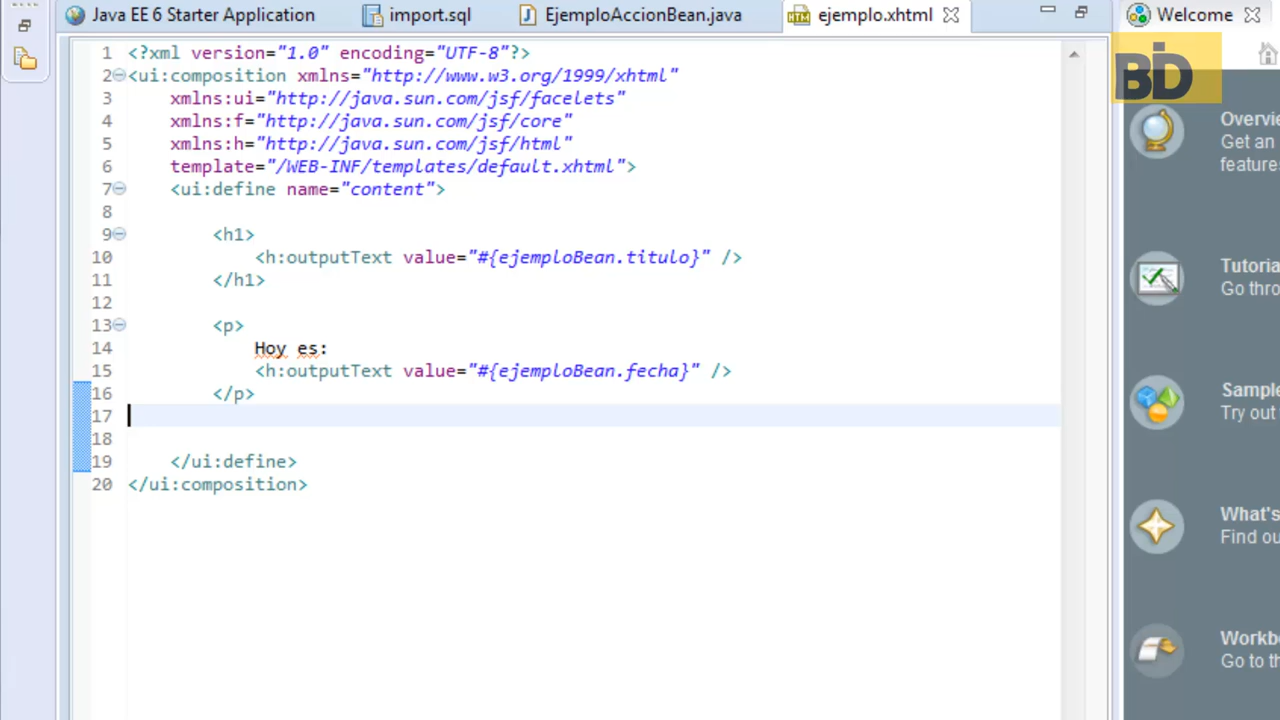 Java EE 6 Starter Application
import.sql
EjemploAccionBean.java
ejemplo.xhtml
Welcome
BD
1 <?xml version="1.0" encoding="UTF-8"?>
2 <ui:composition xmlns="http://www.w3.org/1999/xhtml"
3 xmlns:ui="http://java.sun.com/jsf/facelets"
4 xmlns:f="http://java.sun.com/jsf/core"
5 xmlns:h="http://java.sun.com/jsf/html"
6 template="/WEB-INF/templates/default.xhtml">
7 <ui:define name="content">
8
9 <h1>
10 <h:outputText value="#{ejemploBean.titulo}" />
11 </h1>
12
13 <p>
14 Hoy es:
15 <h:outputText value="#{ejemploBean.fecha}" />
16 </p>
17
18
19 </ui:define>
20 </ui:composition>
Overvie
Get an
features
Tutoria
Go thro
Sample
Try out
What's
Find ou
Workbe
Go to th